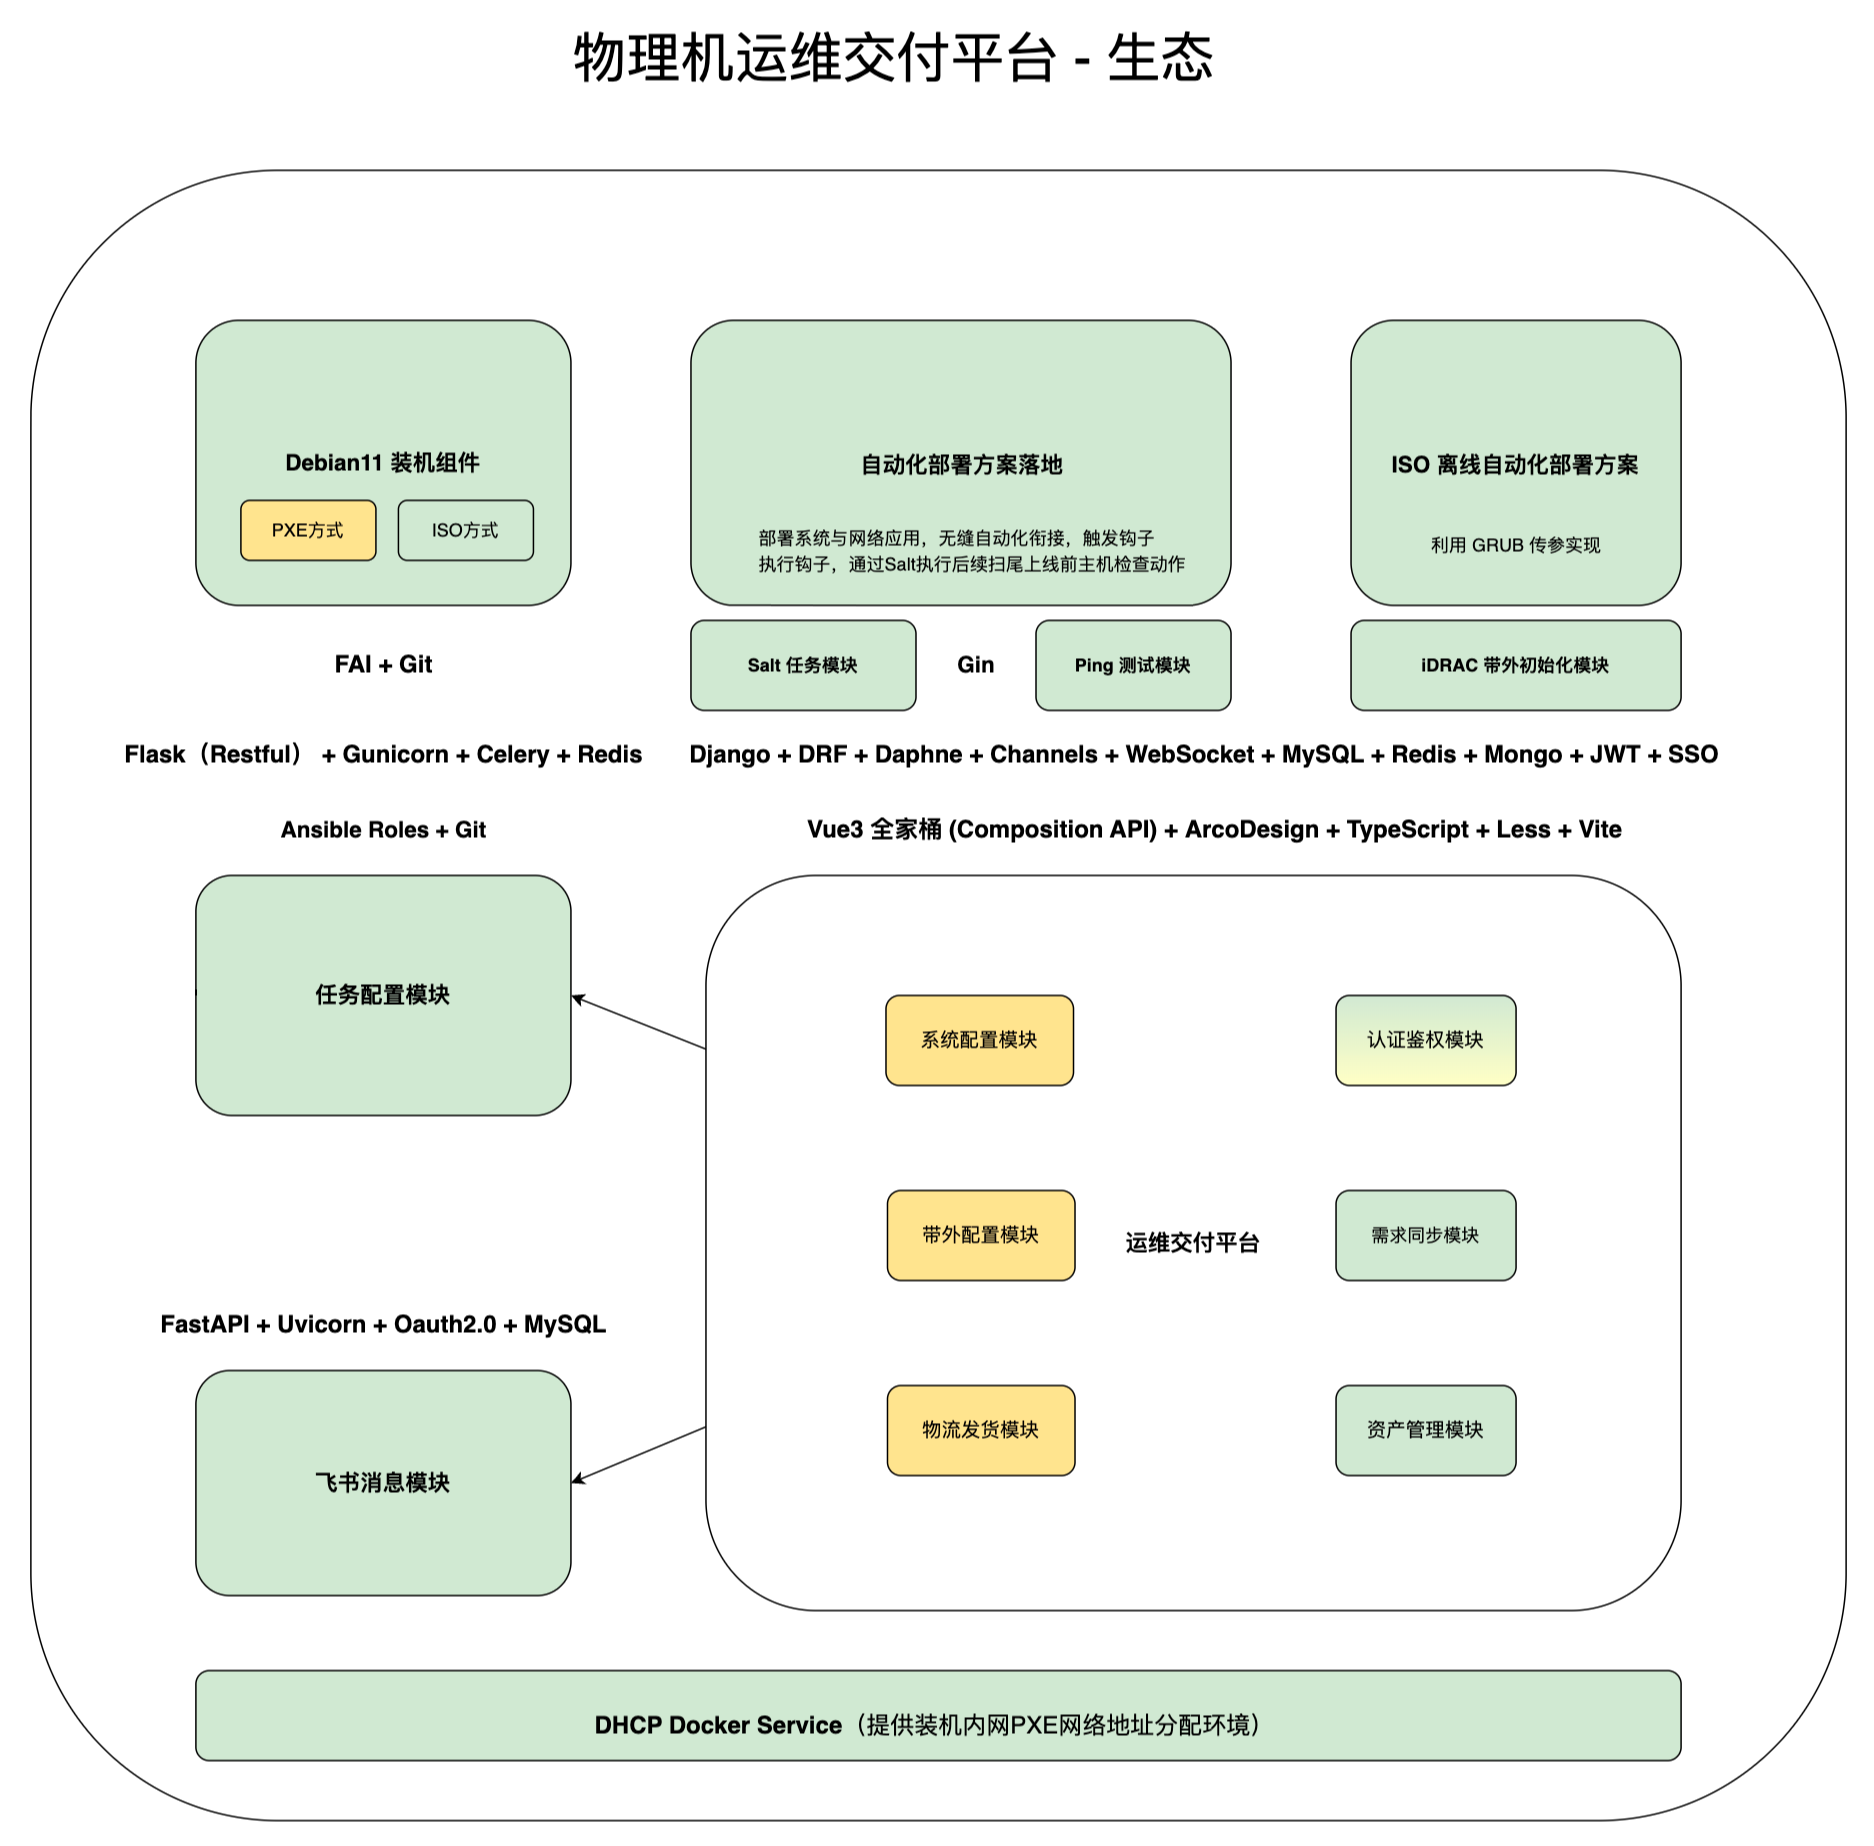 物理机运维交付平台 - 生态
Debian11 装机组件
PXE方式
ISO方式
自动化部署方案落地
部署系统与网络应用，无缝自动化衔接，触发钩子
执行钩子，通过Salt执行后续扫尾上线前主机检查动作
ISO 离线自动化部署方案
利用 GRUB 传参实现
FAI + Git
Salt 任务模块
Gin
Ping 测试模块
iDRAC 带外初始化模块
Flask（Restful） + Gunicorn + Celery + Redis
Django + DRF + Daphne + Channels + WebSocket + MySQL + Redis + Mongo + JWT + SSO
Ansible Roles + Git
Vue3 全家桶 (Composition API) + ArcoDesign + TypeScript + Less + Vite
任务配置模块
系统配置模块
认证鉴权模块
带外配置模块
运维交付平台
需求同步模块
FastAPI + Uvicorn + Oauth2.0 + MySQL
物流发货模块
资产管理模块
飞书消息模块
DHCP Docker Service（提供装机内网PXE网络地址分配环境）